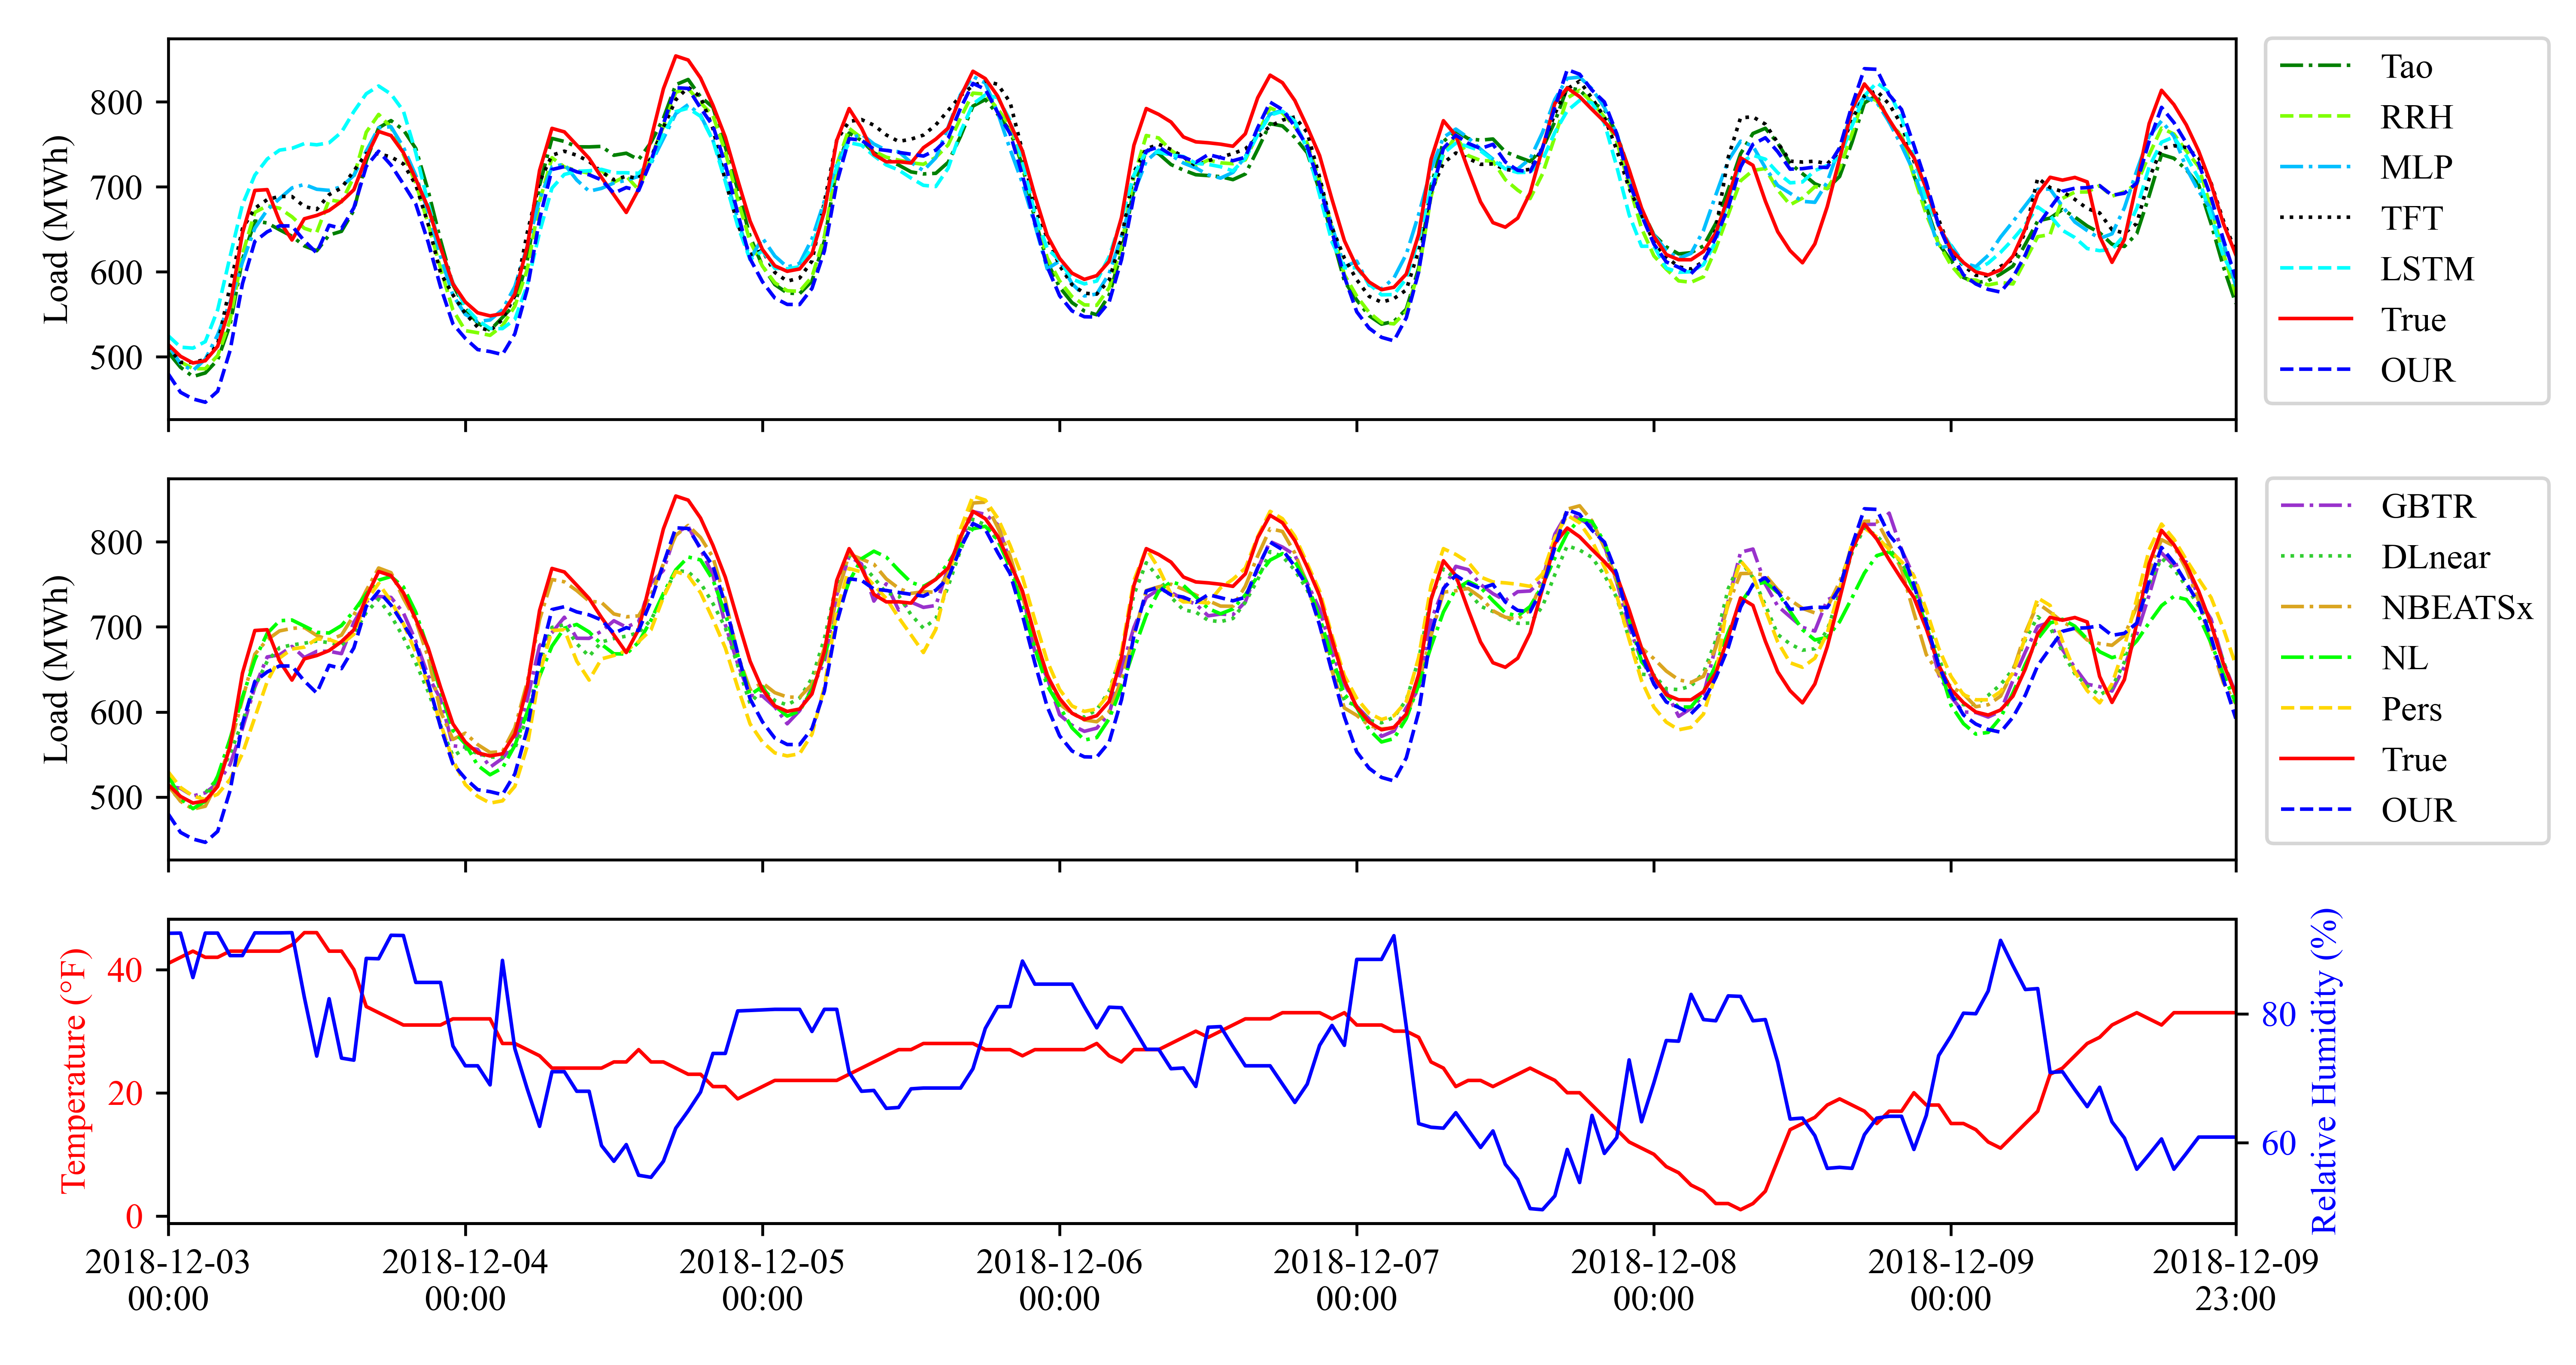 Load (MWh)
800
700
600
500
Tao
RRH
MLP
TFT
LSTM
True
OUR
Load (MWh)
800
700
600
500
GBTR
DLnear
NBEATSx
NL
Pers
True
OUR
Temperature (°F)
40
20
0
80
60
Relative Humidity (%)
2018-12-03
00:00
2018-12-04
00:00
2018-12-05
00:00
2018-12-06
00:00
2018-12-07
00:00
2018-12-08
00:00
2018-12-09
00:00
2018-12-09
23:00